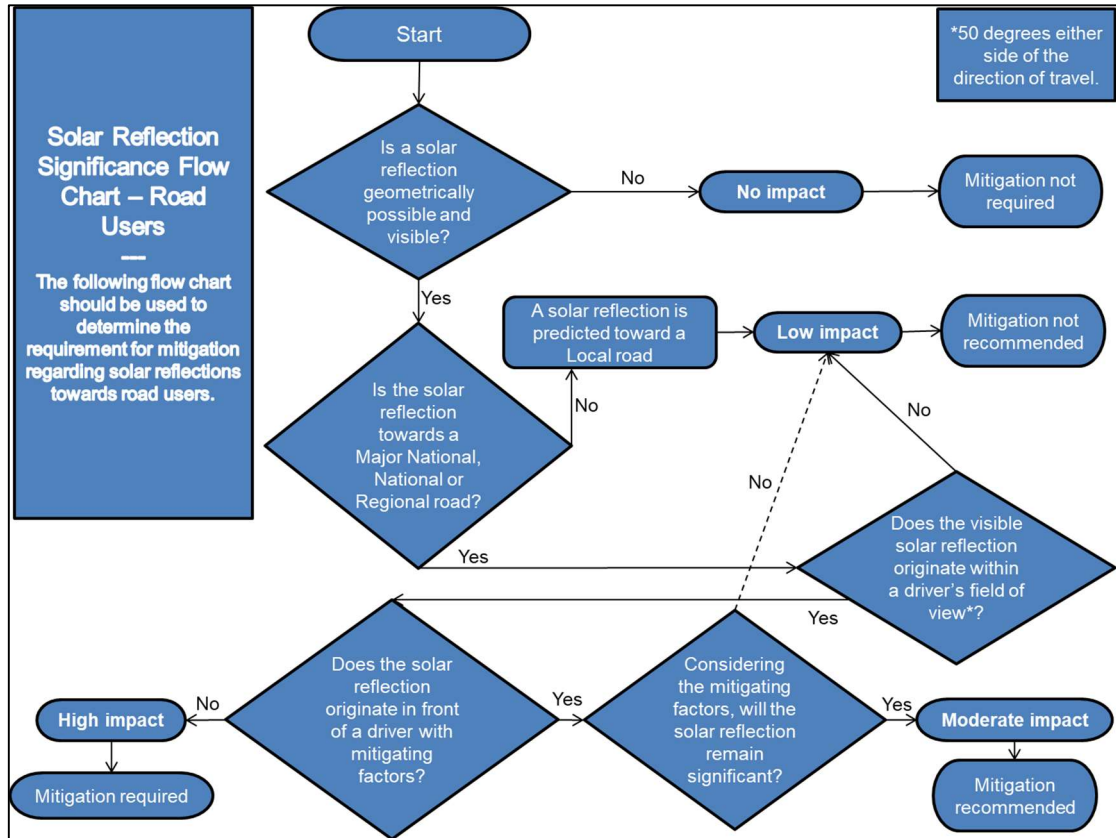 Start
*50 degrees either
side of the
direction of travel.
Solar Reflection
Significance Flow
Chart – Road
Users
---
The following flow chart
should be used to
determine the
requirement for mitigation
regarding solar reflections
towards road users.
Is a solar
reflection
geometrically
possible and
visible?
No
No impact
Mitigation not
required
Yes
A solar reflection is
predicted toward a
Local road
Low impact
Mitigation not
recommended
Is the solar
reflection
towards a
Major National,
National or
Regional road?
No
No
No
Yes
Does the visible
solar reflection
originate within
a driver's field of
view*?
Yes
Does the solar
reflection
originate in front
of a driver with
mitigating
factors?
No
High impact
Mitigation required
Yes
Considering
the mitigating
factors, will the
solar reflection
remain
significant?
Yes
Moderate impact
Mitigation
recommended